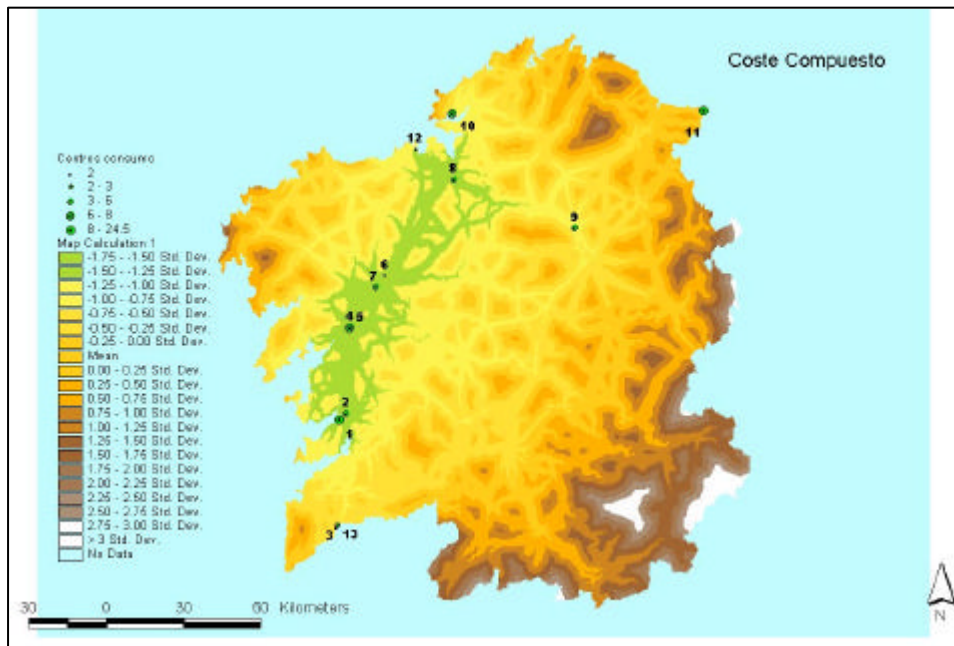 Coste Compuesto
10
11
12
8
9
6
7
4 5
2
1
3 13
Centros consumo
2
2 - 3
3 - 5
6 - 8
8 - 24.5
Map Calculation 1
-1.75 - -1.50 Std. Dev.
-1.50 - -1.25 Std. Dev.
-1.25 - -1.00 Std. Dev.
-1.00 - -0.75 Std. Dev.
-0.75 - -0.50 Std. Dev.
-0.50 - -0.25 Std. Dev.
-0.25 - 0.00 Std. Dev.
Mean
0.00 - 0.25 Std. Dev.
0.25 - 0.50 Std. Dev.
0.50 - 0.75 Std. Dev.
0.75 - 1.00 Std. Dev.
1.00 - 1.25 Std. Dev.
1.25 - 1.50 Std. Dev.
1.50 - 1.75 Std. Dev.
1.75 - 2.00 Std. Dev.
2.00 - 2.25 Std. Dev.
2.25 - 2.50 Std. Dev.
2.50 - 2.75 Std. Dev.
2.75 - 3.00 Std. Dev.
> 3 Std. Dev.
No Data
30 0 30 60 Kilometers
N